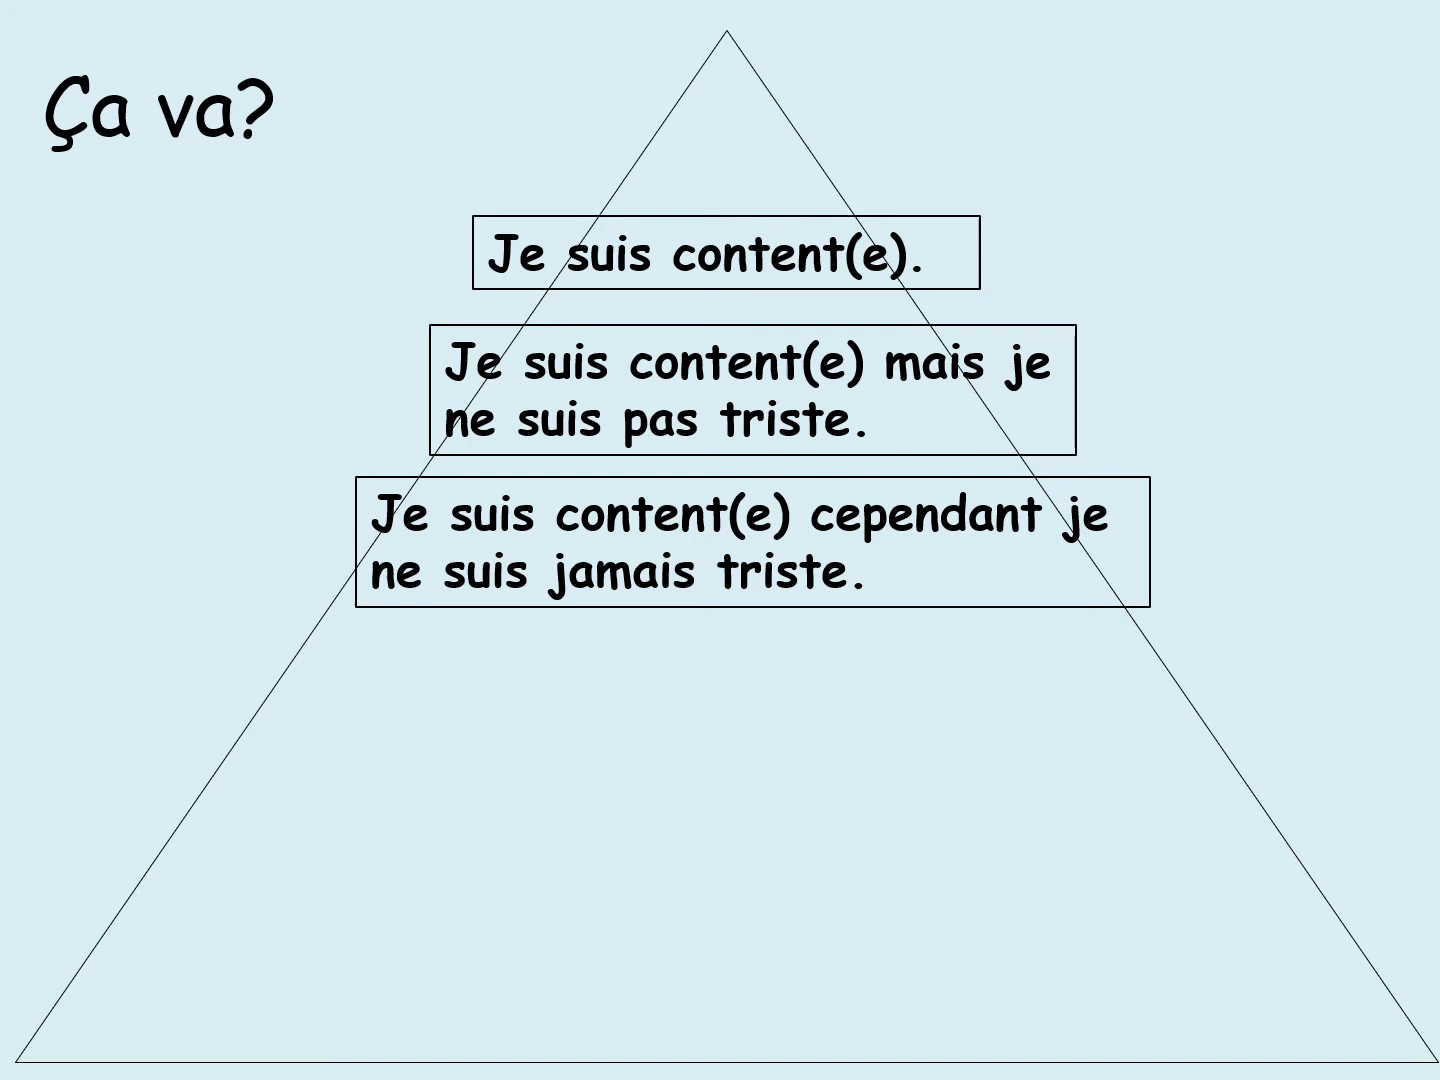 Ça va?
Je suis content(e).
Je suis content(e) mais je
ne suis pas triste.
Je suis content(e) cependant je
ne suis jamais triste.